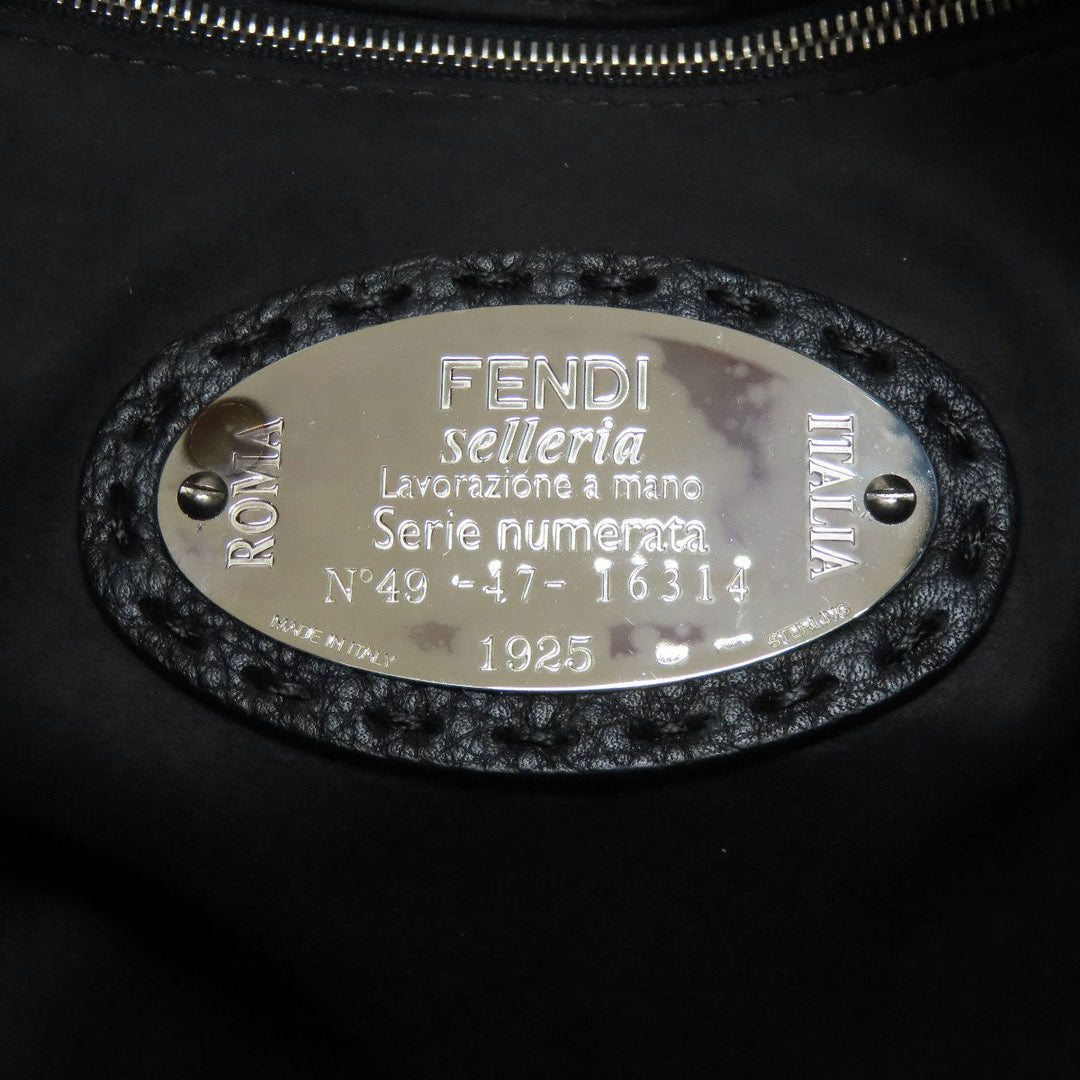 FENDI
selleria
Lavorazione a mano
Serie numerata
N°49 -47- 16314
1925
ROMA
ITALIA
MADE IN ITALY
STERLING